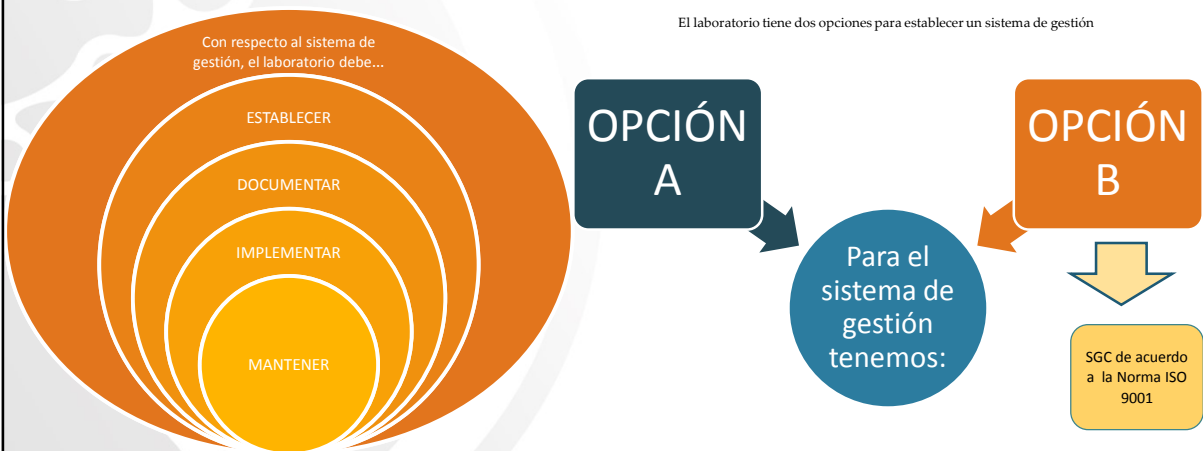 Con respecto al sistema de
gestión, el laboratorio debe...
ESTABLECER
DOCUMENTAR
IMPLEMENTAR
MANTENER
El laboratorio tiene dos opciones para establecer un sistema de gestión
OPCIÓN
A
OPCIÓN
B
Para el
sistema de
gestión
tenemos:
SGC de acuerdo
a la Norma ISO
9001